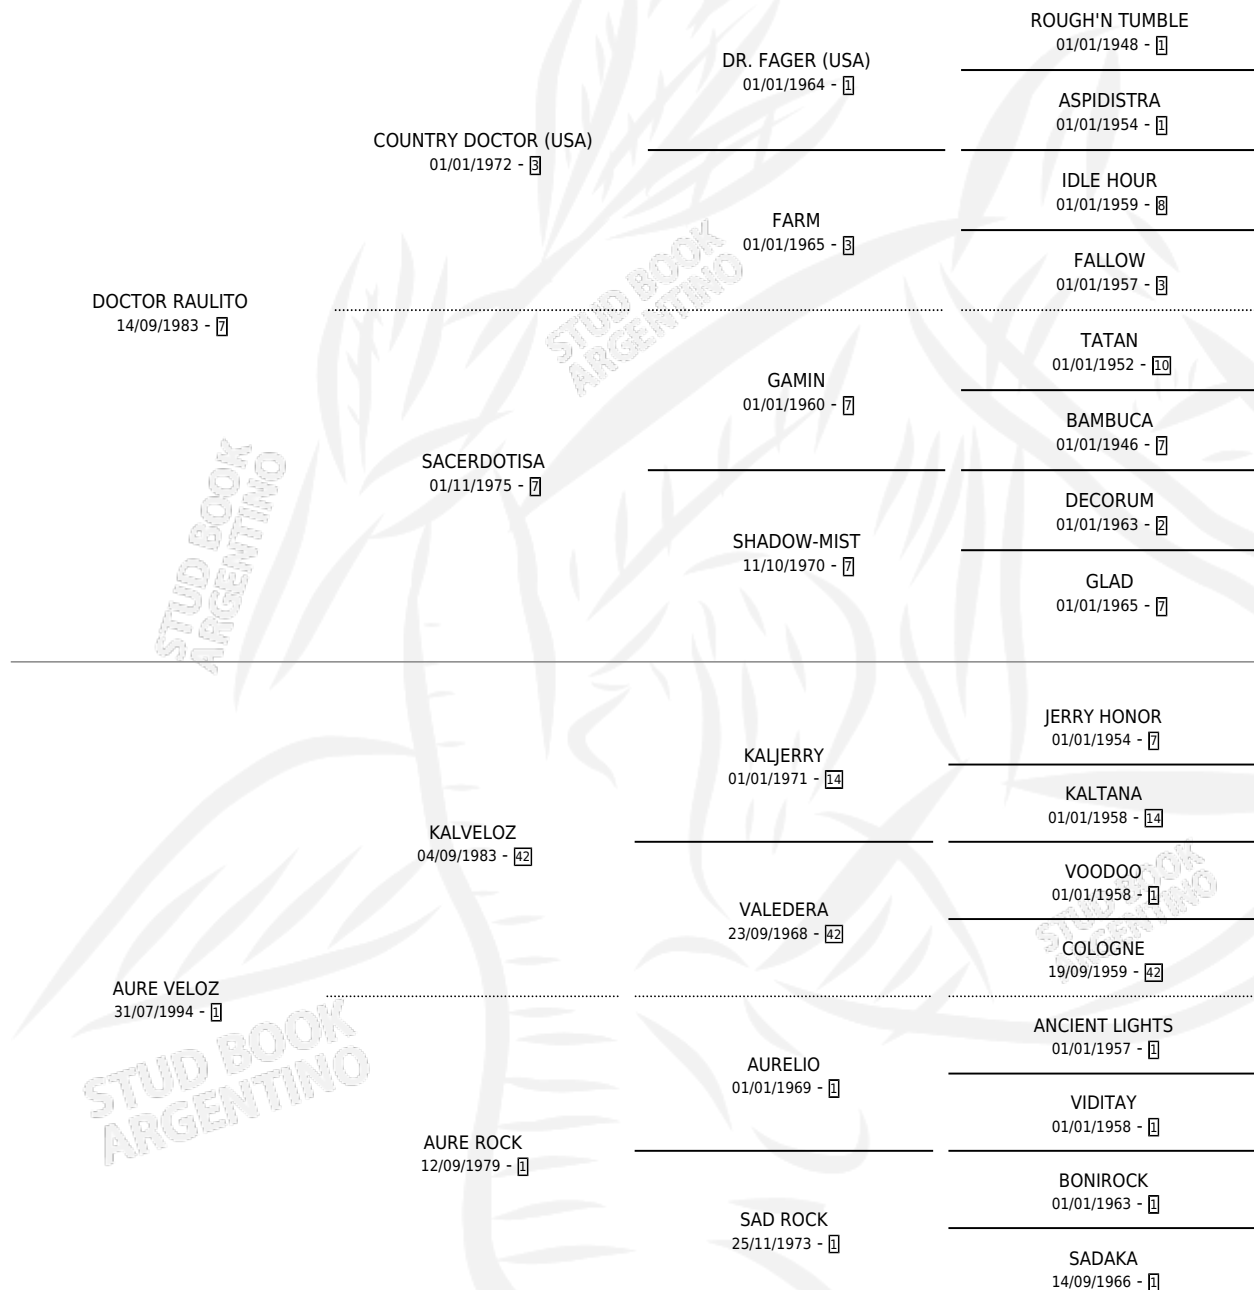 ROUGH'N TUMBLE
01/01/1948 - 1
DR. FAGER (USA)
01/01/1964 - 1
ASPIDISTRA
01/01/1954 - 1
COUNTRY DOCTOR (USA)
01/01/1972 - 3
IDLE HOUR
01/01/1959 - 8
FARM
01/01/1965 - 3
FALLOW
01/01/1957 - 3
DOCTOR RAULITO
14/09/1983 - 7
TATAN
01/01/1952 - 10
GAMIN
01/01/1960 - 7
BAMBUCA
01/01/1946 - 7
SACERDOTISA
01/11/1975 - 7
DECORUM
01/01/1963 - 2
SHADOW-MIST
11/10/1970 - 7
GLAD
01/01/1965 - 7
JERRY HONOR
01/01/1954 - 7
KALJERRY
01/01/1971 - 14
KALTANA
01/01/1958 - 14
KALVELOZ
04/09/1983 - 42
VOODOO
01/01/1958 - 1
VALEDERA
23/09/1968 - 42
COLOGNE
19/09/1959 - 42
AURE VELOZ
31/07/1994 - 1
ANCIENT LIGHTS
01/01/1957 - 1
AURELIO
01/01/1969 - 1
VIDITAY
01/01/1958 - 1
AURE ROCK
12/09/1979 - 1
BONIROCK
01/01/1963 - 1
SAD ROCK
25/11/1973 - 1
SADAKA
14/09/1966 - 1
STUD BOOK
ARGENTINO
STUD BOOK
ARGENTINO
STUD BOOK
ARGENTINO
STUD BOOK
ARGENTINO